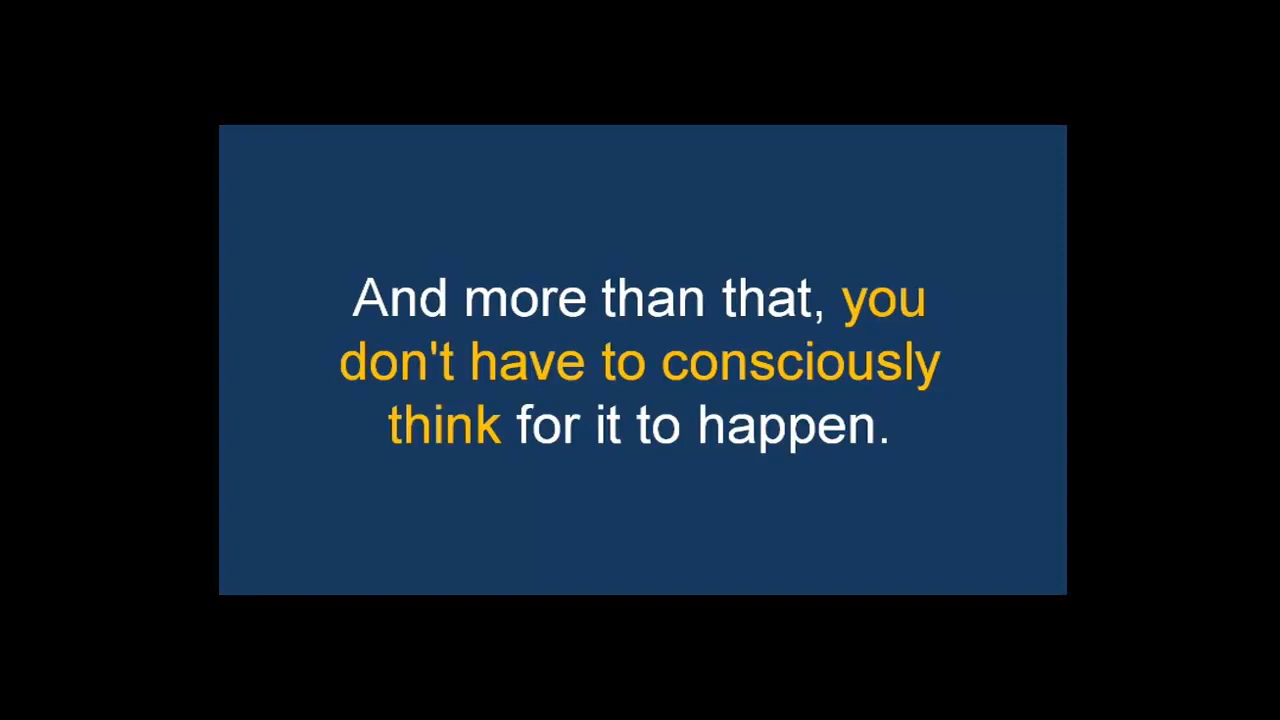 And more than that, you
don't have to consciously
think for it to happen.